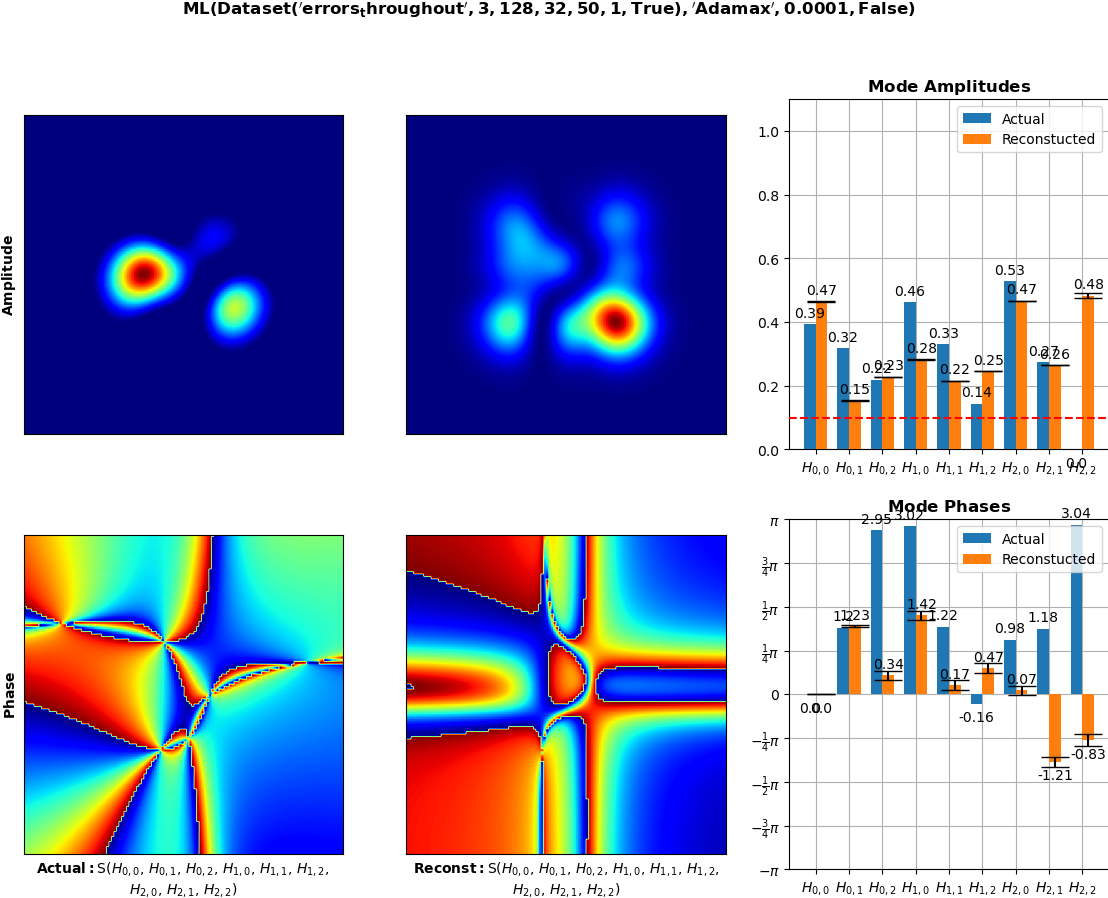 ML(Dataset('errors_throughout', 3, 128, 32, 50, 1, True), 'Adamax', 0.0001, False)
Amplitude
Mode Amplitudes
Actual
Reconstucted
1.0
0.8
0.6
0.4
0.2
0.0
0.39
0.47
0.32
0.15
0.22
0.23
0.46
0.28
0.33
0.22
0.14
0.25
0.53
0.47
0.27
0.26
0.0
0.48
H0,0 H0,1 H0,2 H1,0 H1,1 H1,2 H2,0 H2,1 H2,2
Phase
Mode Phases
Actual
Reconstucted
π
3/4π
1/2π
1/4π
0
−1/4π
−1/2π
−3/4π
−π
0.0
0.0
1.2
1.23
2.95
0.34
3.02
1.42
1.22
0.17
-0.16
0.47
0.98
0.07
1.18
-1.21
3.04
-0.83
H0,0 H0,1 H0,2 H1,0 H1,1 H1,2 H2,0 H2,1 H2,2
Actual: S(H0,0, H0,1, H0,2, H1,0, H1,1, H1,2,
H2,0, H2,1, H2,2)
Reconst: S(H0,0, H0,1, H0,2, H1,0, H1,1, H1,2,
H2,0, H2,1, H2,2)